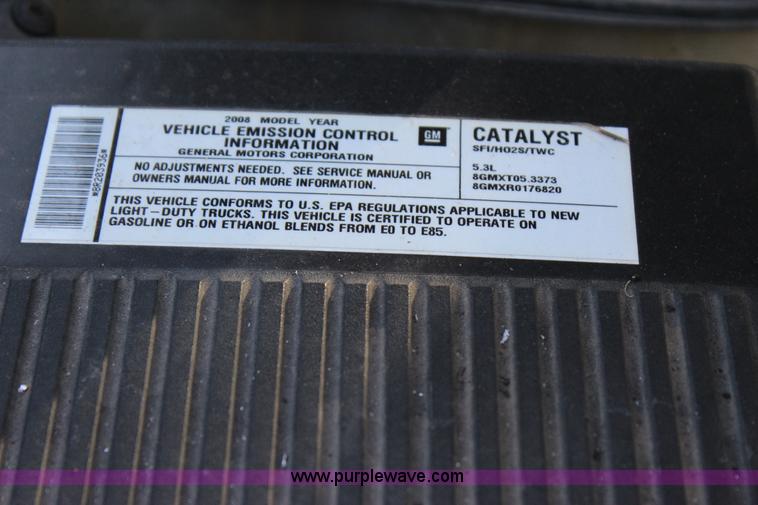 *8R203936*
2008 MODEL YEAR
VEHICLE EMISSION CONTROL
INFORMATION
GENERAL MOTORS CORPORATION
GM
NO ADJUSTMENTS NEEDED. SEE SERVICE MANUAL OR
OWNERS MANUAL FOR MORE INFORMATION.
CATALYST
SFI/HO2S/TWC
5.3L
8GMXT05.3373
8GMXR0176820
THIS VEHICLE CONFORMS TO U.S. EPA REGULATIONS APPLICABLE TO NEW
LIGHT-DUTY TRUCKS. THIS VEHICLE IS CERTIFIED TO OPERATE ON
GASOLINE OR ON ETHANOL BLENDS FROM E0 TO E85.
www.purplewave.com